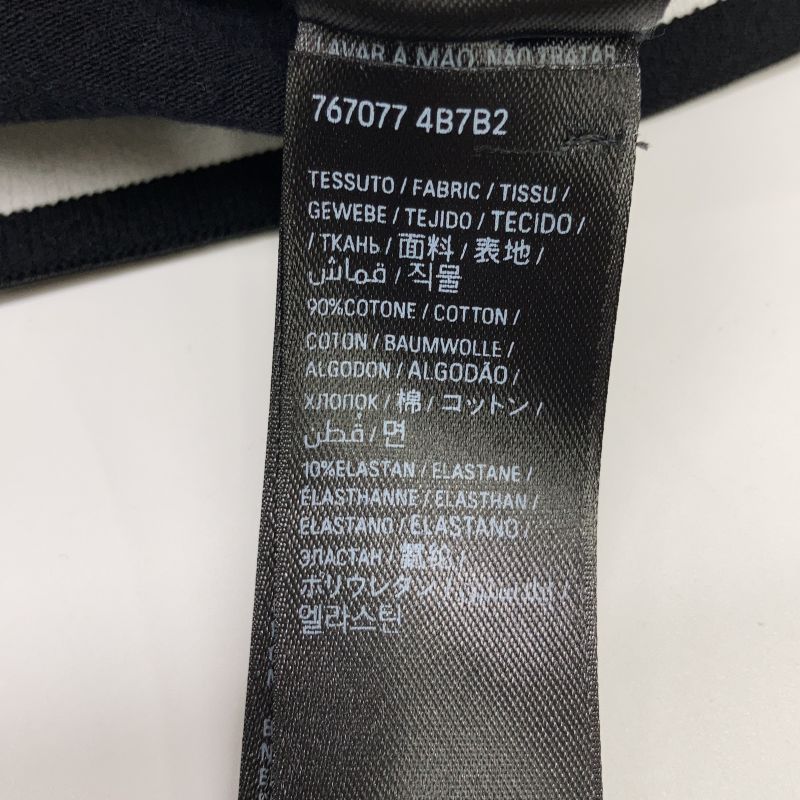 LAVAR A MÃO, NÃO TRATAR
767077 4B7B2
TESSUTO / FABRIC / TISSU /
GEWEBE / TEJIDO / TECIDO /
/ ТКАНЬ / 面料 / 表地 /
قماش / 직물
90%COTONE / COTTON /
COTON / BAUMWOLLE /
ALGODON / ALGODÃO /
ХЛОПОК / 棉 / コットン /
قطن / 면
10%ELASTAN / ELASTANE /
ÉLASTHANNE / ELASTHAN /
ELASTANO / ELASTANO /
ЭЛАСТАН / 氨纶 /
ポリウレタン /
엘라스틴